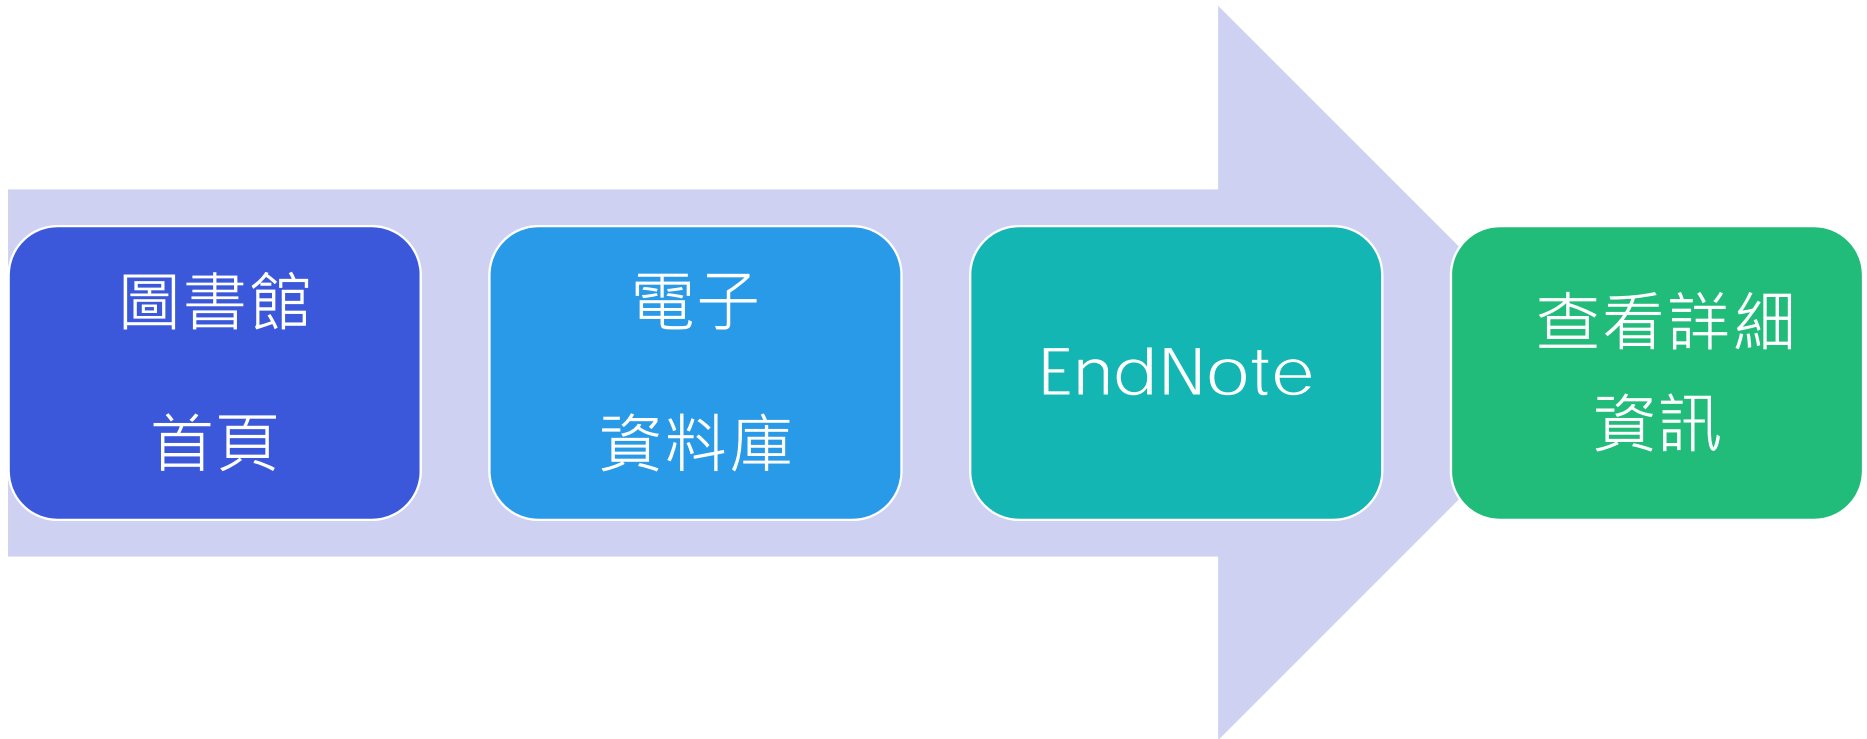 圖書館
首頁
電子
資料庫
EndNote
查看詳細
資訊